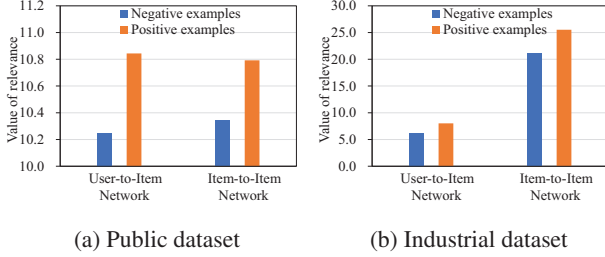 Value of relevance
11.2
11.0
10.8
10.6
10.4
10.2
10.0
Negative examples
Positive examples
User-to-Item
Network
Item-to-Item
Network
(a) Public dataset
Value of relevance
30.0
25.0
20.0
15.0
10.0
5.0
0.0
Negative examples
Positive examples
User-to-Item
Network
Item-to-Item
Network
(b) Industrial dataset